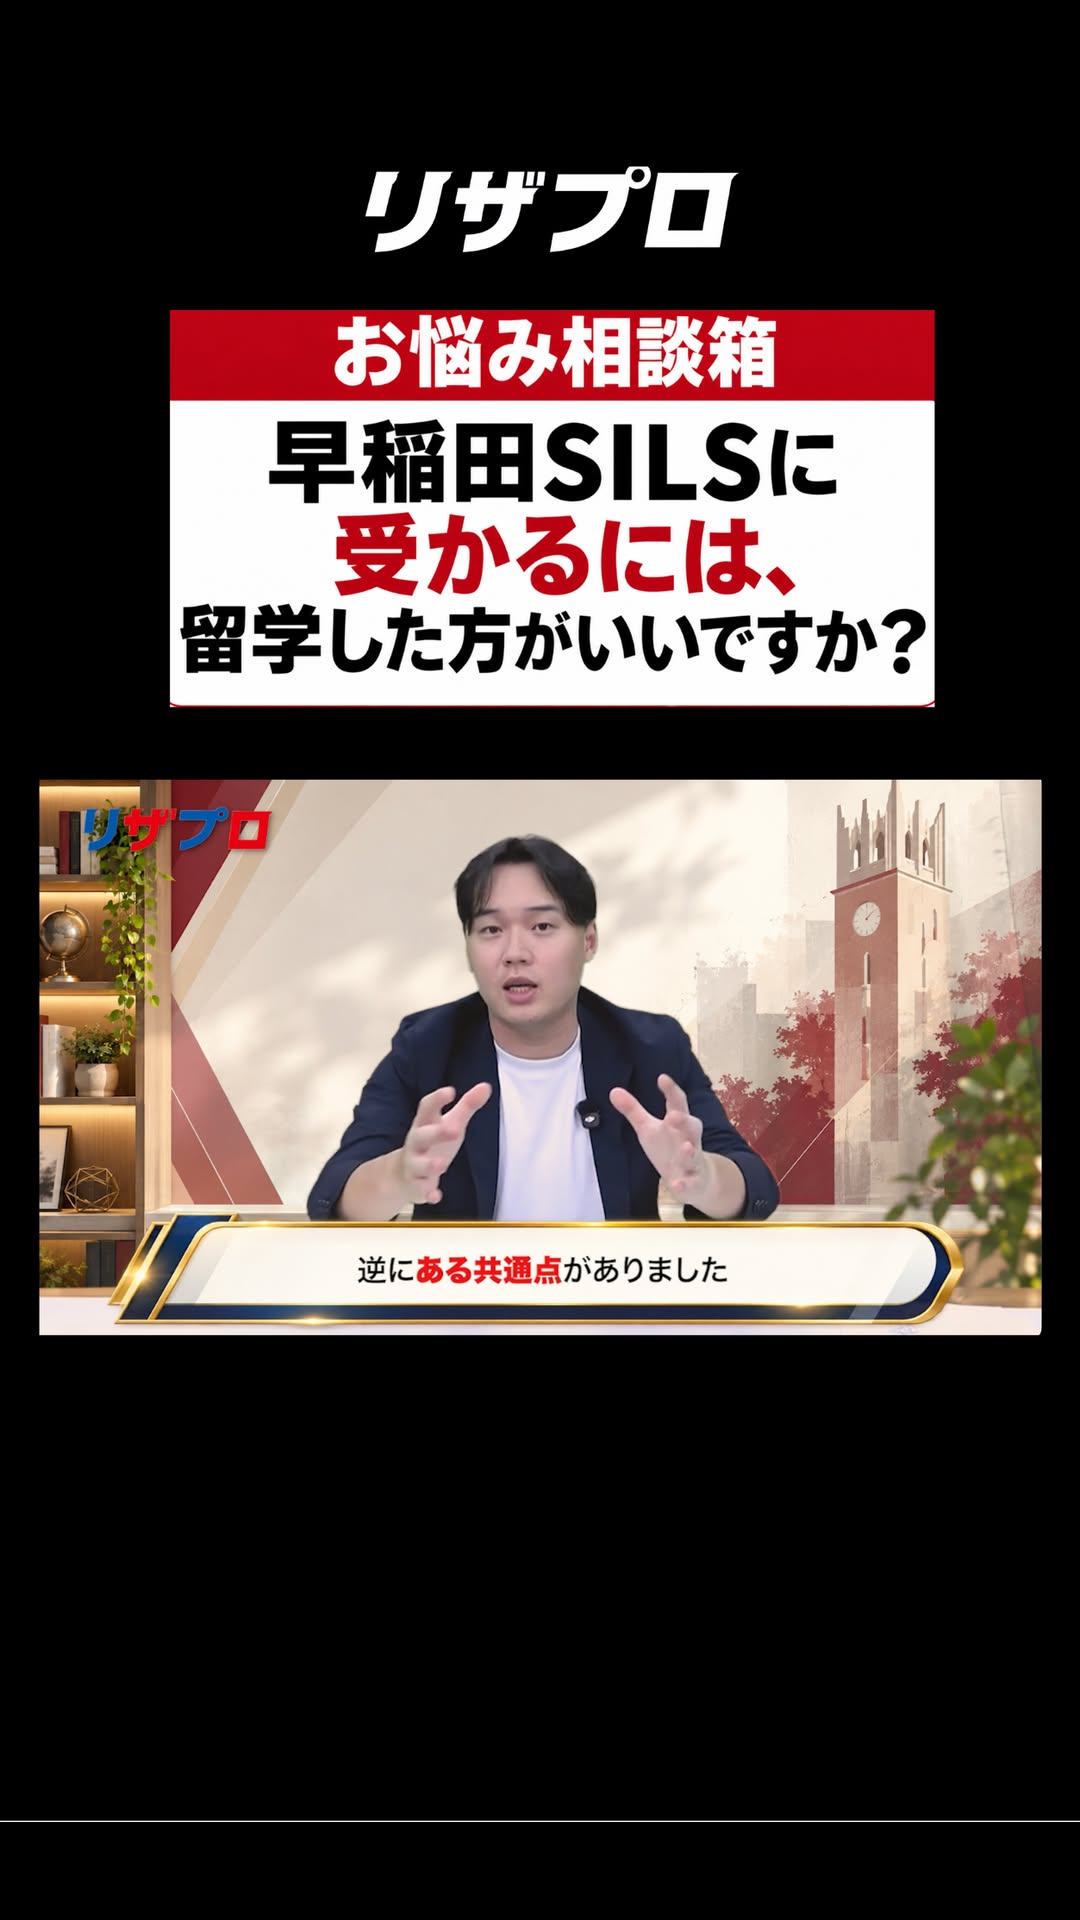 リザプロ
お悩み相談箱
早稲田SILSに
受かるには、
留学した方がいいですか？
リザプロ
逆にある共通点がありました